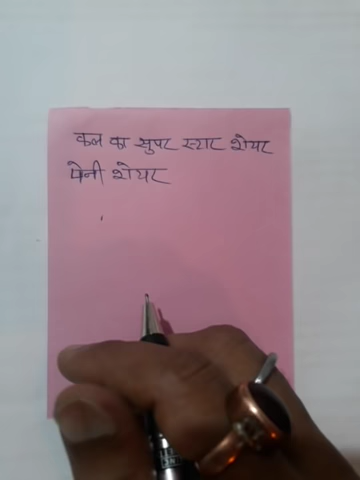 कल का सुपर स्टार शेयर
पेनी शेयर